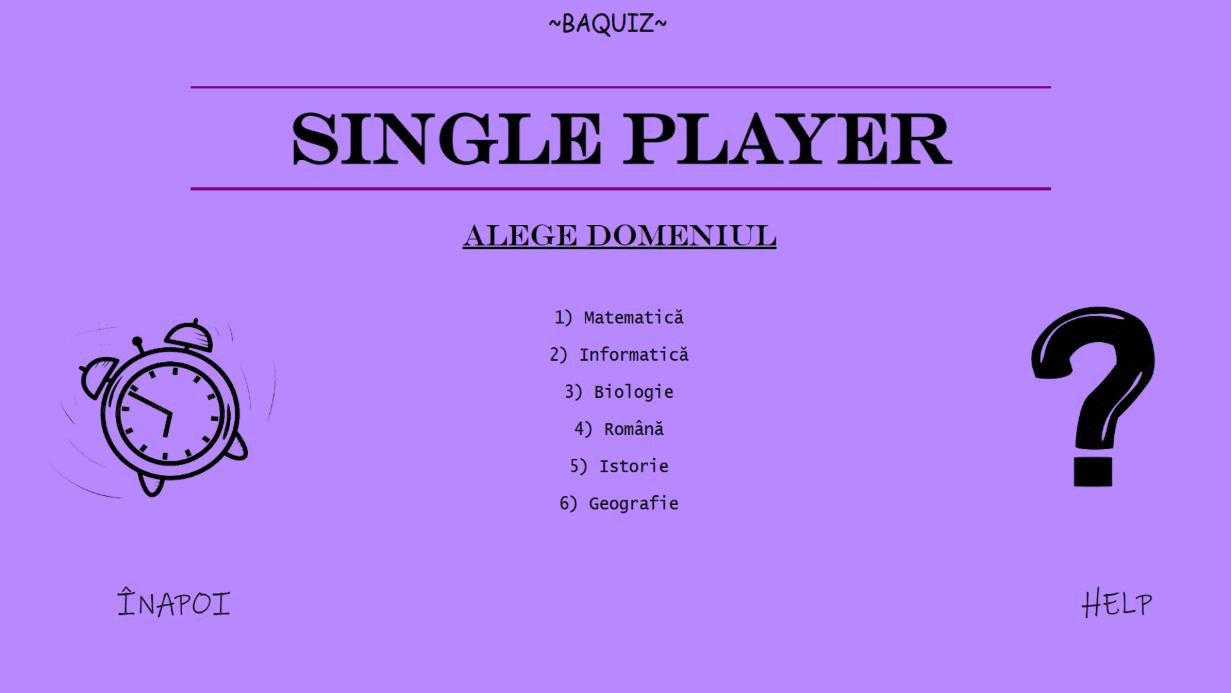 ~BAQUIZ~
SINGLE PLAYER
ALEGE DOMENIUL
1) Matematică
2) Informatică
3) Biologie
4) Română
5) Istorie
6) Geografie
ÎNAPOI
HELP